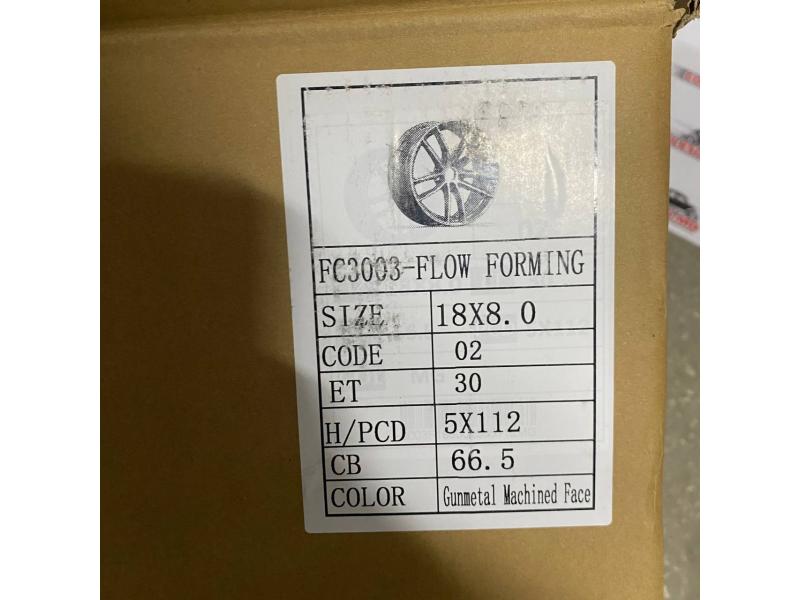 FC3003-FLOW FORMING
SIZE 18X8.0
CODE 02
ET 30
H/PCD 5X112
CB 66.5
COLOR Gunmetal Machined Face